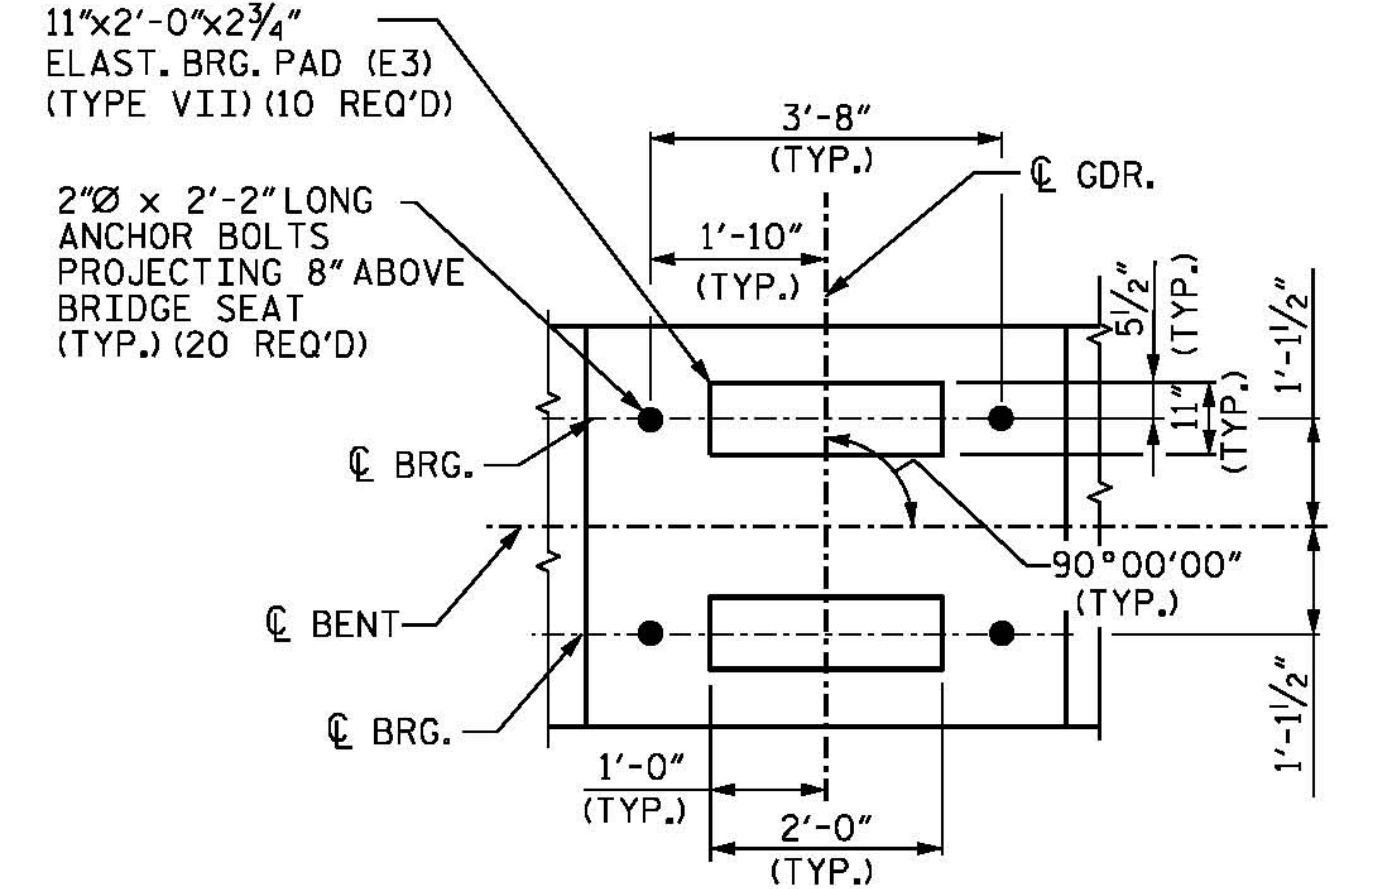 11"x2'-0"x2¾"
ELAST. BRG. PAD (E3)
(TYPE VII) (10 REQ'D)
3'-8"
(TYP.)
℄ GDR.
2"Ø x 2'-2" LONG
ANCHOR BOLTS
PROJECTING 8" ABOVE
BRIDGE SEAT
(TYP.) (20 REQ'D)
1'-10"
(TYP.)
5½"
(TYP.)
1'-1½"
11"
(TYP.)
℄ BRG.
90°00'00"
(TYP.)
℄ BENT
℄ BRG.
1'-1½"
1'-0"
(TYP.)
2'-0"
(TYP.)